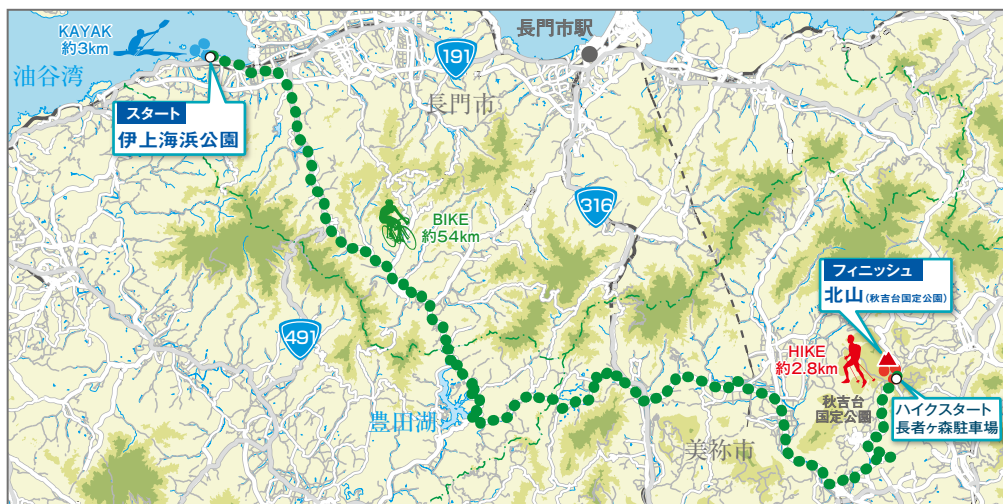 KAYAK
約3km
油谷湾
スタート
伊上海浜公園
191
長門市駅
長門市
316
BIKE
約54km
491
フィニッシュ
北山(秋吉台国定公園)
HIKE
約2.8km
秋吉台
国定公園
ハイクスタート
長者ヶ森駐車場
豊田湖
美祢市